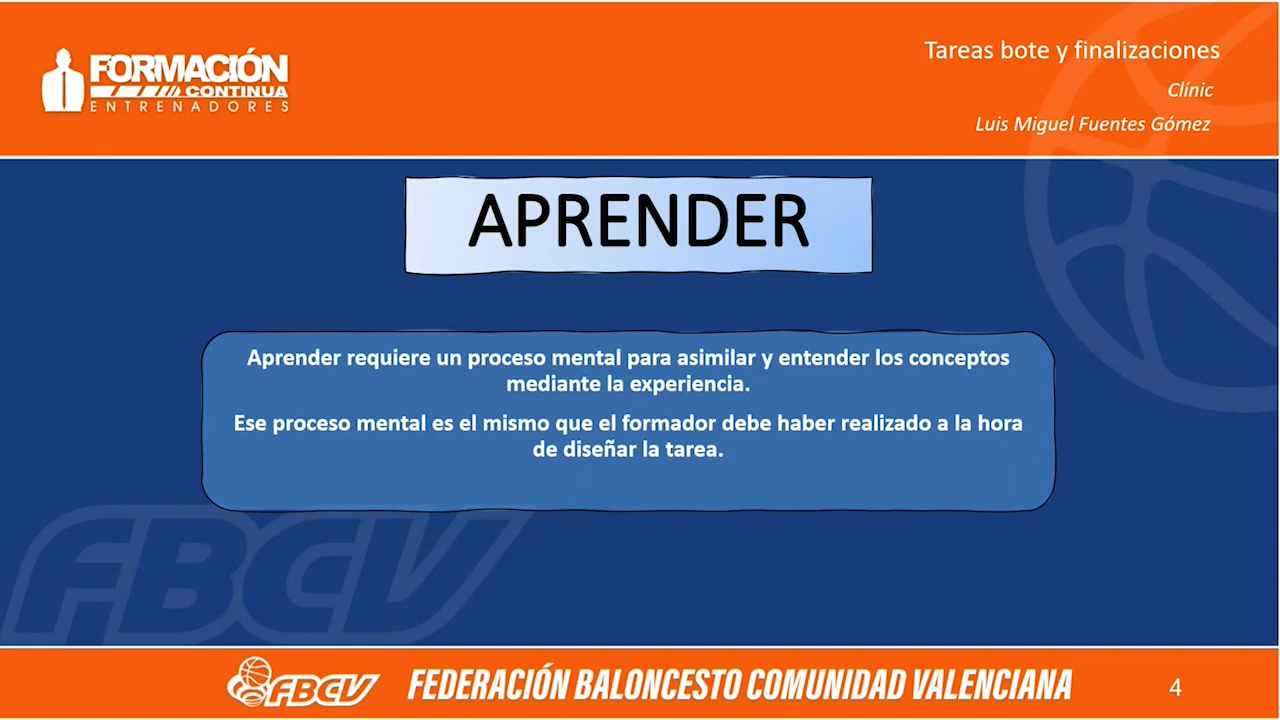 FORMACIÓN
CONTINUA
ENTRENADORES
Tareas bote y finalizaciones
Clínic
Luis Miguel Fuentes Gómez
APRENDER
Aprender requiere un proceso mental para asimilar y entender los conceptos
mediante la experiencia.
Ese proceso mental es el mismo que el formador debe haber realizado a la hora
de diseñar la tarea.
FBCV
FBCV
FEDERACIÓN BALONCESTO COMUNIDAD VALENCIANA
4